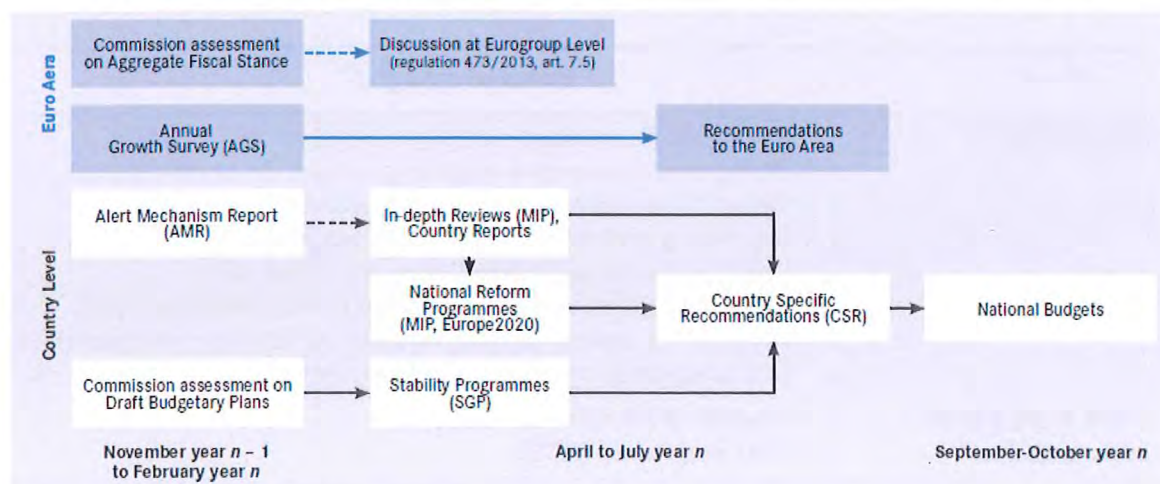 Euro Aera
Commission assessment
on Aggregate Fiscal Stance
Discussion at Eurogroup Level
(regulation 473/2013, art. 7.5)
Annual
Growth Survey (AGS)
Recommendations
to the Euro Area
Country Level
Alert Mechanism Report
(AMR)
In-depth Reviews (MIP),
Country Reports
National Reform
Programmes
(MIP, Europe2020)
Country Specific
Recommendations (CSR)
National Budgets
Commission assessment on
Draft Budgetary Plans
Stability Programmes
(SGP)
November year n – 1
to February year n
April to July year n
September-October year n